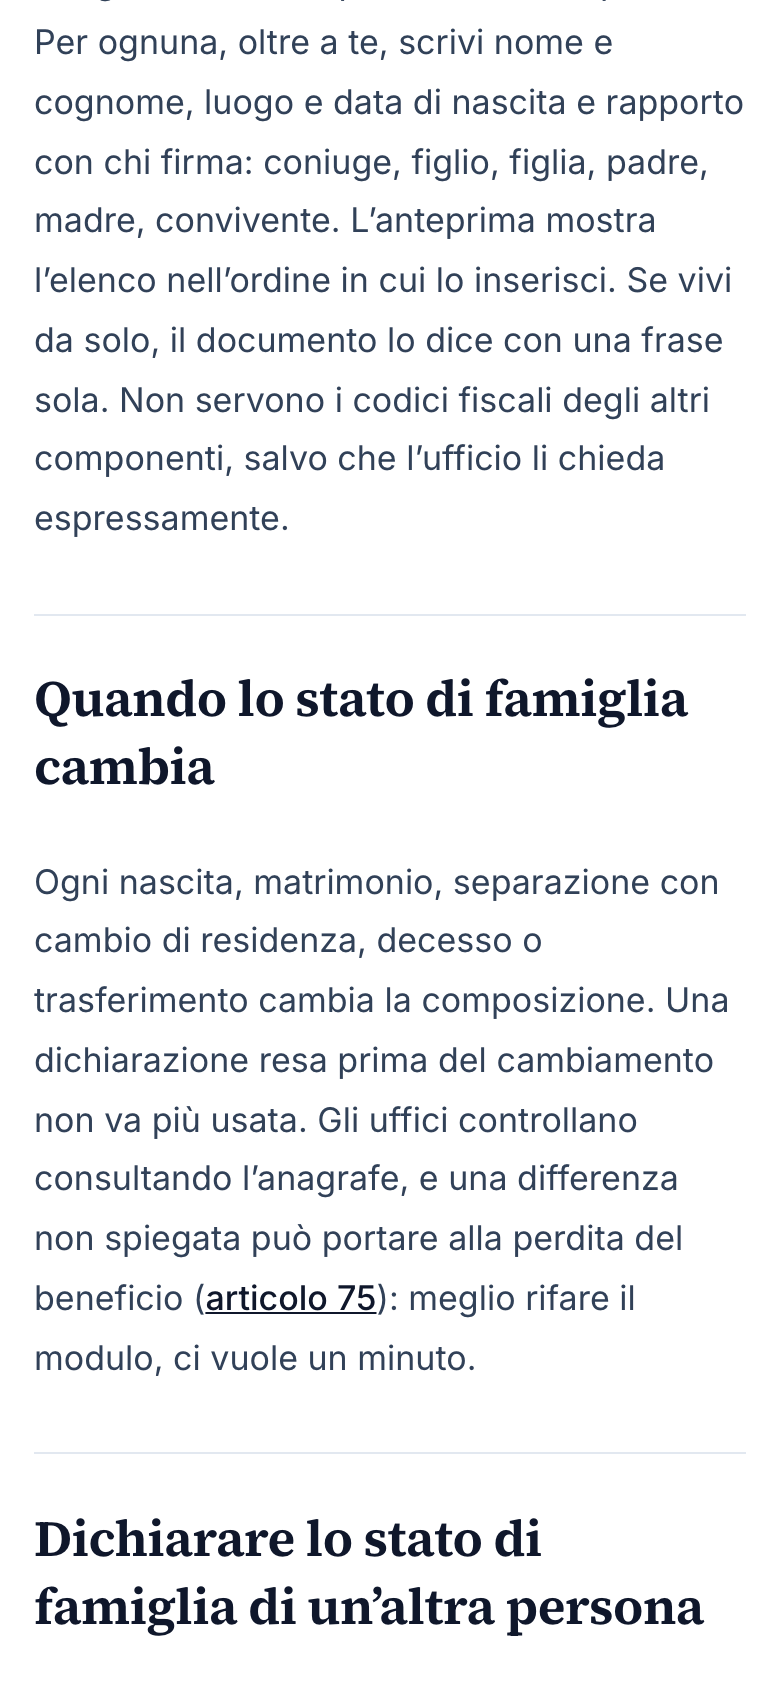 Per ognuna, oltre a te, scrivi nome e
cognome, luogo e data di nascita e rapporto
con chi firma: coniuge, figlio, figlia, padre,
madre, convivente. L’anteprima mostra
l’elenco nell’ordine in cui lo inserisci. Se vivi
da solo, il documento lo dice con una frase
sola. Non servono i codici fiscali degli altri
componenti, salvo che l’ufficio li chieda
espressamente.
Quando lo stato di famiglia
cambia
Ogni nascita, matrimonio, separazione con
cambio di residenza, decesso o
trasferimento cambia la composizione. Una
dichiarazione resa prima del cambiamento
non va più usata. Gli uffici controllano
consultando l’anagrafe, e una differenza
non spiegata può portare alla perdita del
beneficio (articolo 75): meglio rifare il
modulo, ci vuole un minuto.
Dichiarare lo stato di
famiglia di un’altra persona